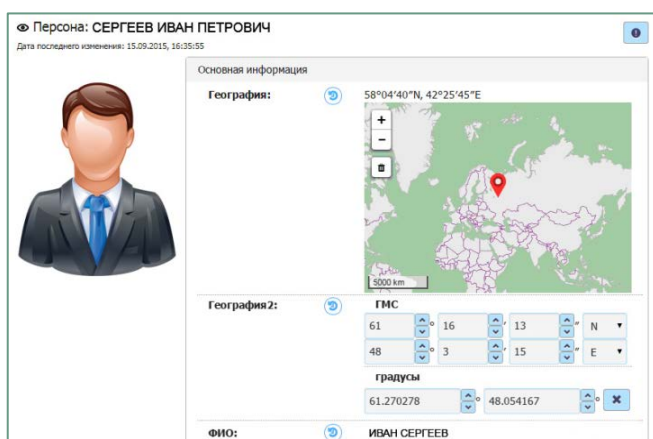 Персона: СЕРГЕЕВ ИВАН ПЕТРОВИЧ
Дата последнего изменения: 15.09.2015, 16:35:55
Основная информация
География: 58°04′40″N, 42°25′45″E
+
−
5000 km
География2: ГМС
61 ° 16 ′ 13 ″ N
48 ° 3 ′ 15 ″ E
градусы
61.270278 ° 48.054167 °
ФИО: ИВАН СЕРГЕЕВ